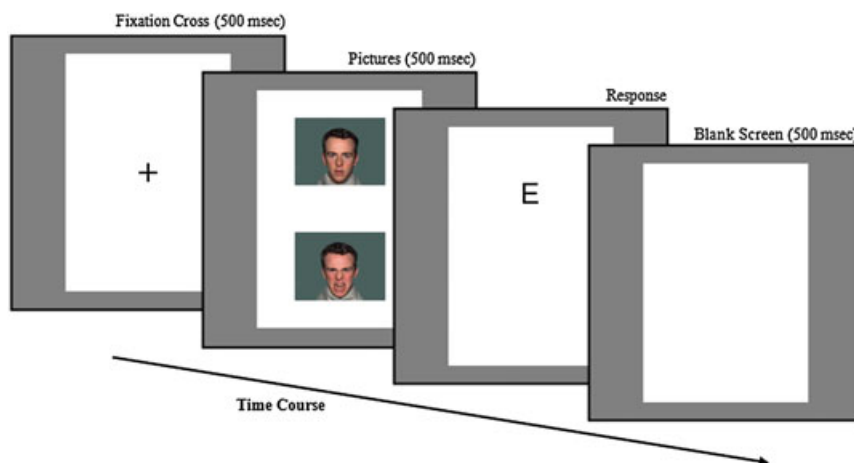 Fixation Cross (500 msec)
Pictures (500 msec)
Response
Blank Screen (500 msec)
+
E
Time Course